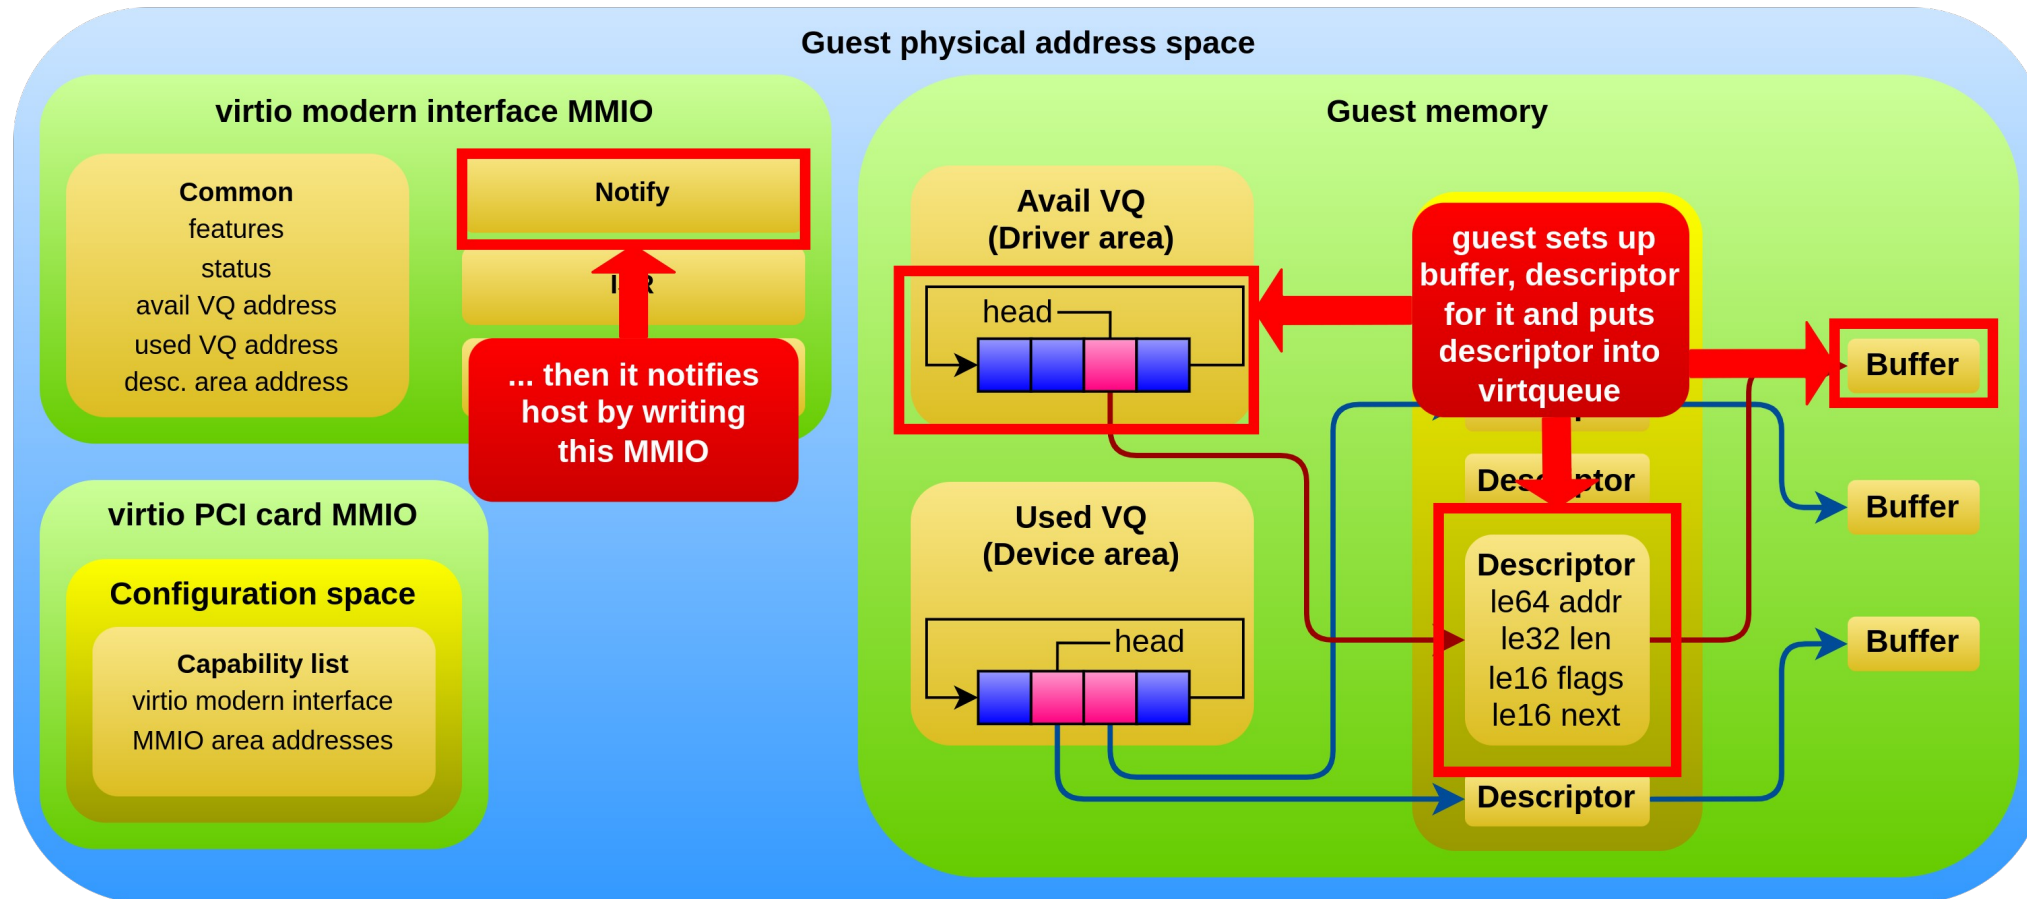 Guest physical address space
virtio modern interface MMIO
Common
features
status
avail VQ address
used VQ address
desc. area address
Notify
... then it notifies
host by writing
this MMIO
virtio PCI card MMIO
Configuration space
Capability list
virtio modern interface
MMIO area addresses
Guest memory
Avail VQ
(Driver area)
head
Used VQ
(Device area)
head
guest sets up
buffer, descriptor
for it and puts
descriptor into
virtqueue
Descriptor
Descriptor
le64 addr
le32 len
le16 flags
le16 next
Descriptor
Buffer
Buffer
Buffer